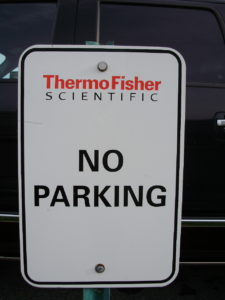 ThermoFisher
SCIENTIFIC
NO
PARKING